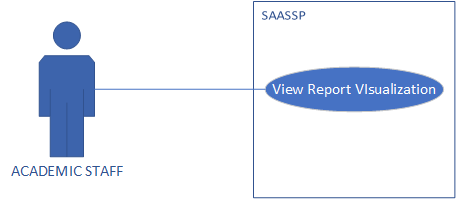 SAASSP
View Report VIsualization
ACADEMIC STAFF